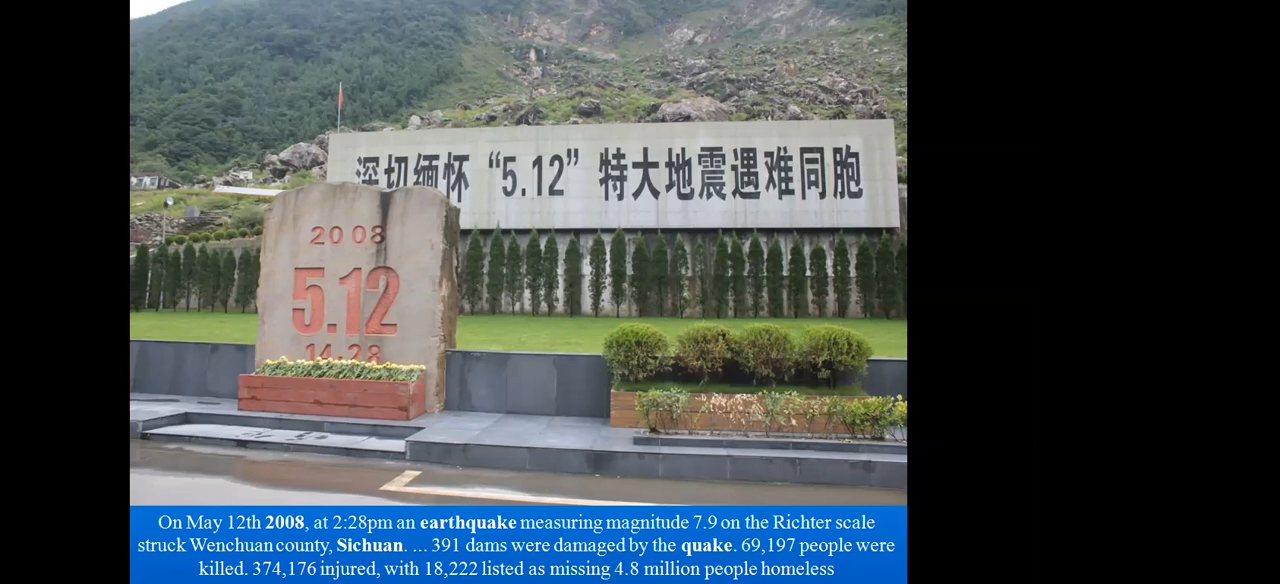 深切缅怀“5.12”特大地震遇难同胞
2008
5.12
14:28
On May 12th 2008, at 2:28pm an earthquake measuring magnitude 7.9 on the Richter scale
struck Wenchuan county, Sichuan. ... 391 dams were damaged by the quake. 69,197 people were
killed. 374,176 injured, with 18,222 listed as missing 4.8 million people homeless